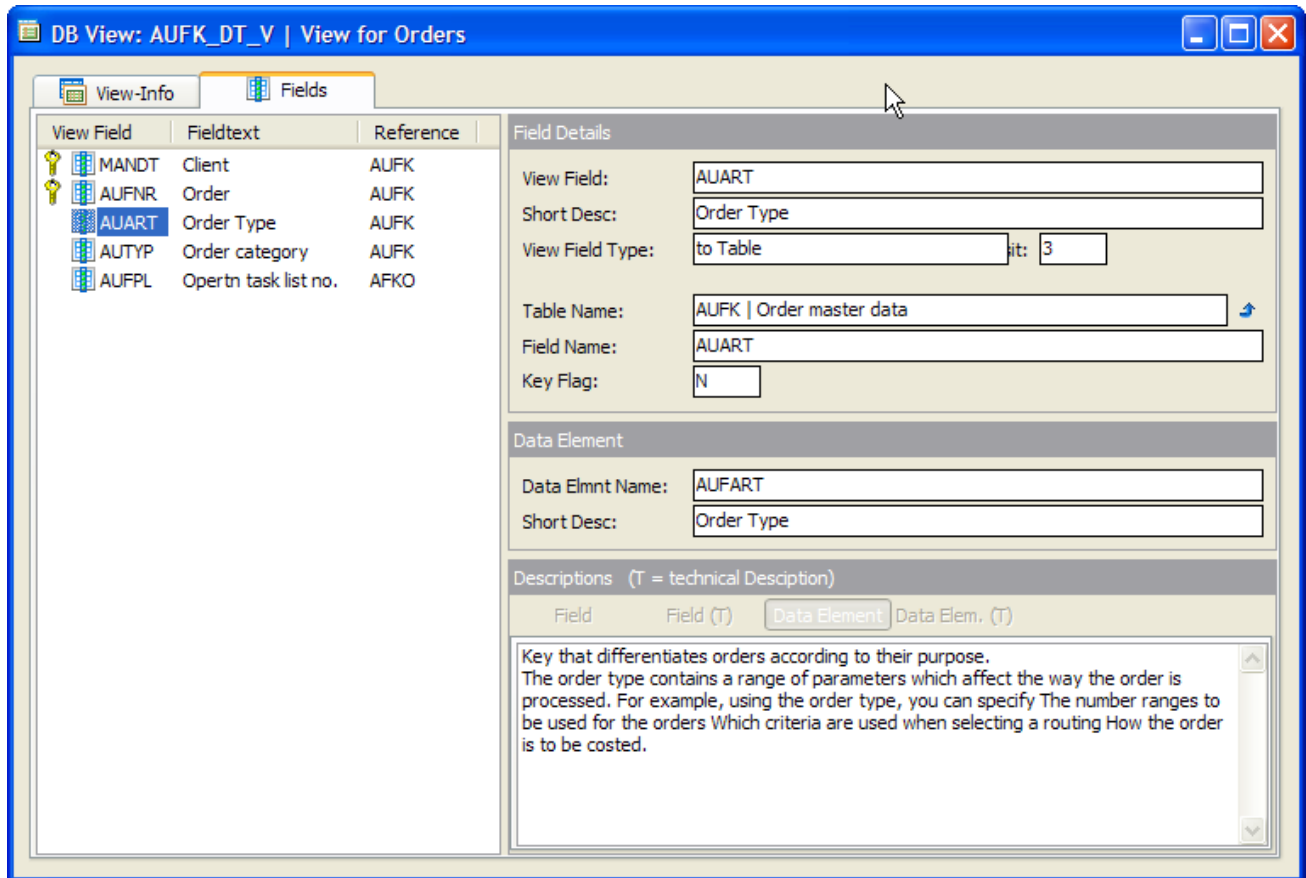 DB View: AUFK_DT_V | View for Orders
View-Info
Fields
View Field Fieldtext Reference
MANDT Client AUFK
AUFNR Order AUFK
AUART Order Type AUFK
AUTYP Order category AUFK
AUFPL Opertn task list no. AFKO
Field Details
View Field: AUART
Short Desc: Order Type
View Field Type: to Table sit: 3
Table Name: AUFK | Order master data
Field Name: AUART
Key Flag: N
Data Element
Data Elmnt Name: AUFART
Short Desc: Order Type
Descriptions (T = technical Desciption)
Field Field (T) Data Element Data Elem. (T)
Key that differentiates orders according to their purpose.
The order type contains a range of parameters which affect the way the order is
processed. For example, using the order type, you can specify The number ranges to
be used for the orders Which criteria are used when selecting a routing How the order
is to be costed.